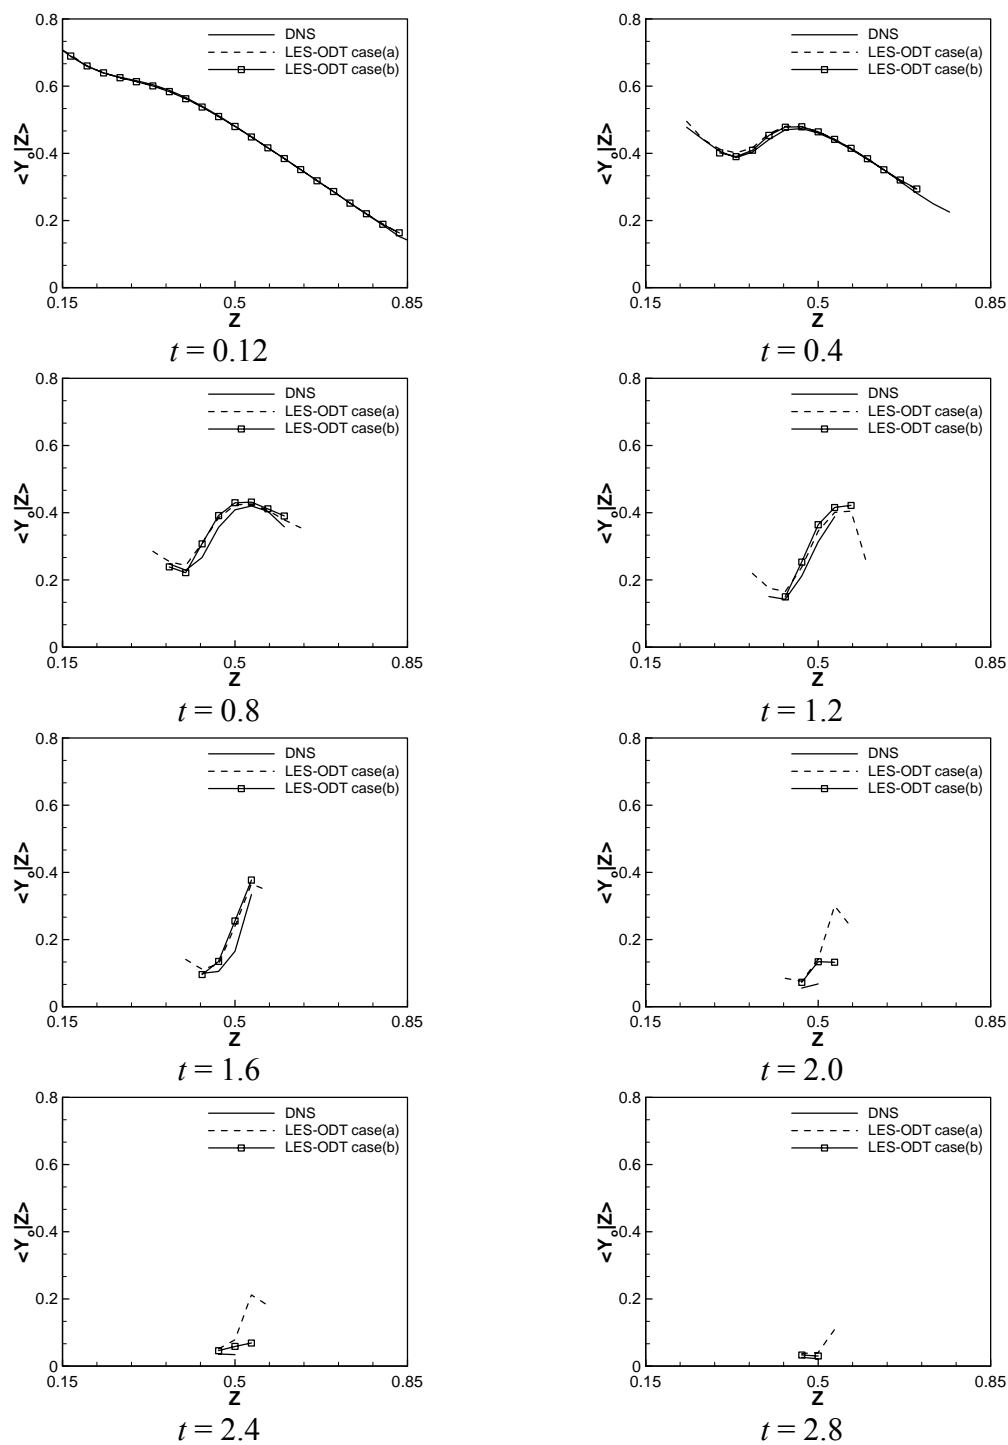 0.8
DNS
LES-ODT case(a)
LES-ODT case(b)
0.6
<Yo|Z>
0.4
0.2
0
0.15
0.5
0.85
Z
t = 0.12
0.8
DNS
LES-ODT case(a)
LES-ODT case(b)
0.6
<Yo|Z>
0.4
0.2
0
0.15
0.5
0.85
Z
t = 0.4
0.8
DNS
LES-ODT case(a)
LES-ODT case(b)
0.6
<Yo|Z>
0.4
0.2
0
0.15
0.5
0.85
Z
t = 0.8
0.8
DNS
LES-ODT case(a)
LES-ODT case(b)
0.6
<Yo|Z>
0.4
0.2
0
0.15
0.5
0.85
Z
t = 1.2
0.8
DNS
LES-ODT case(a)
LES-ODT case(b)
0.6
<Yo|Z>
0.4
0.2
0
0.15
0.5
0.85
Z
t = 1.6
0.8
DNS
LES-ODT case(a)
LES-ODT case(b)
0.6
<Yo|Z>
0.4
0.2
0
0.15
0.5
0.85
Z
t = 2.0
0.8
DNS
LES-ODT case(a)
LES-ODT case(b)
0.6
<Yo|Z>
0.4
0.2
0
0.15
0.5
0.85
Z
t = 2.4
0.8
DNS
LES-ODT case(a)
LES-ODT case(b)
0.6
<Yo|Z>
0.4
0.2
0
0.15
0.5
0.85
Z
t = 2.8